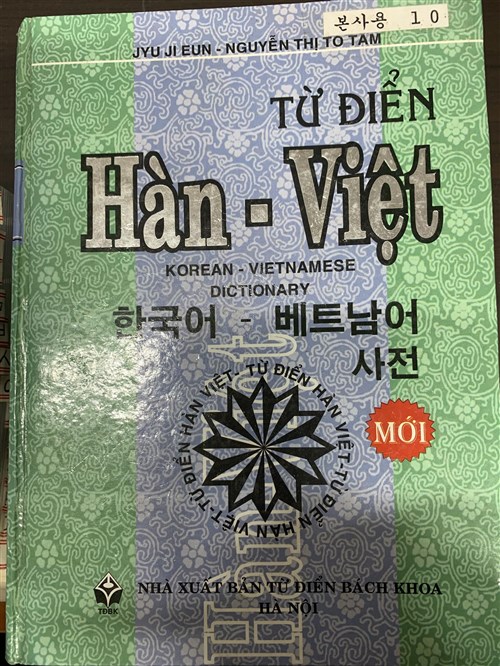 본사용 10
JYU JI EUN - NGUYỄN THỊ TỐ TÂM
TỪ ĐIỂN
Hàn - Việt
KOREAN - VIETNAMESE
DICTIONARY
한국어 - 베트남어
사전
TỪ ĐIỂN HÀN VIỆT-TỪ ĐIỂN HÀN VIỆT-TỪ ĐIỂN HÀN VIỆT-
MỚI
TĐBK
NHÀ XUẤT BẢN TỪ ĐIỂN BÁCH KHOA
HÀ NỘI